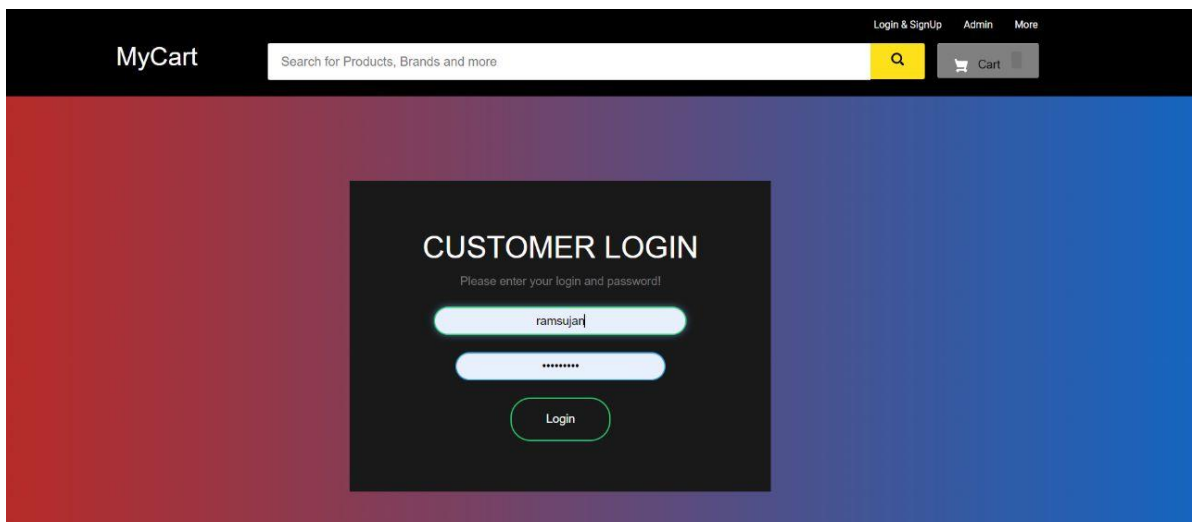 Login & SignUp Admin More
MyCart
Search for Products, Brands and more
Cart
CUSTOMER LOGIN
Please enter your login and password!
ramsujan
•••••••••
Login